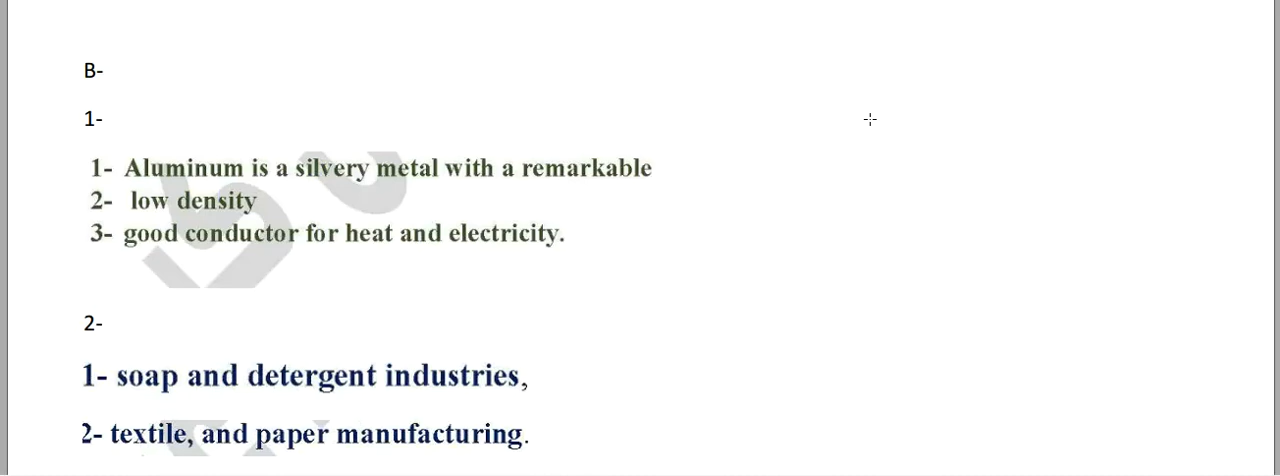 B-
1-
1- Aluminum is a silvery metal with a remarkable
2- low density
3- good conductor for heat and electricity.
2-
1- soap and detergent industries,
2- textile, and paper manufacturing.